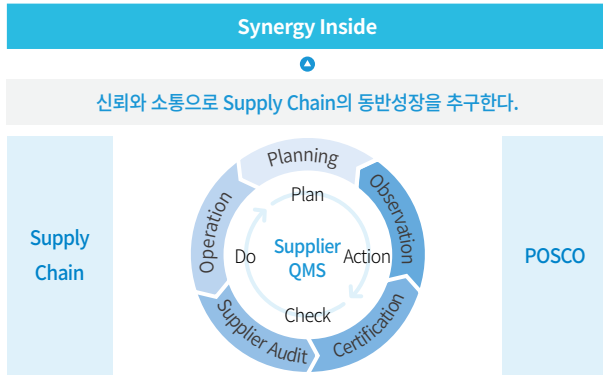 Synergy Inside
신뢰와 소통으로 Supply Chain의 동반성장을 추구한다.
Supply
Chain
Planning
Observation
Certification
Supplier Audit
Operation
Plan
Do
Supplier
QMS
Action
Check
POSCO